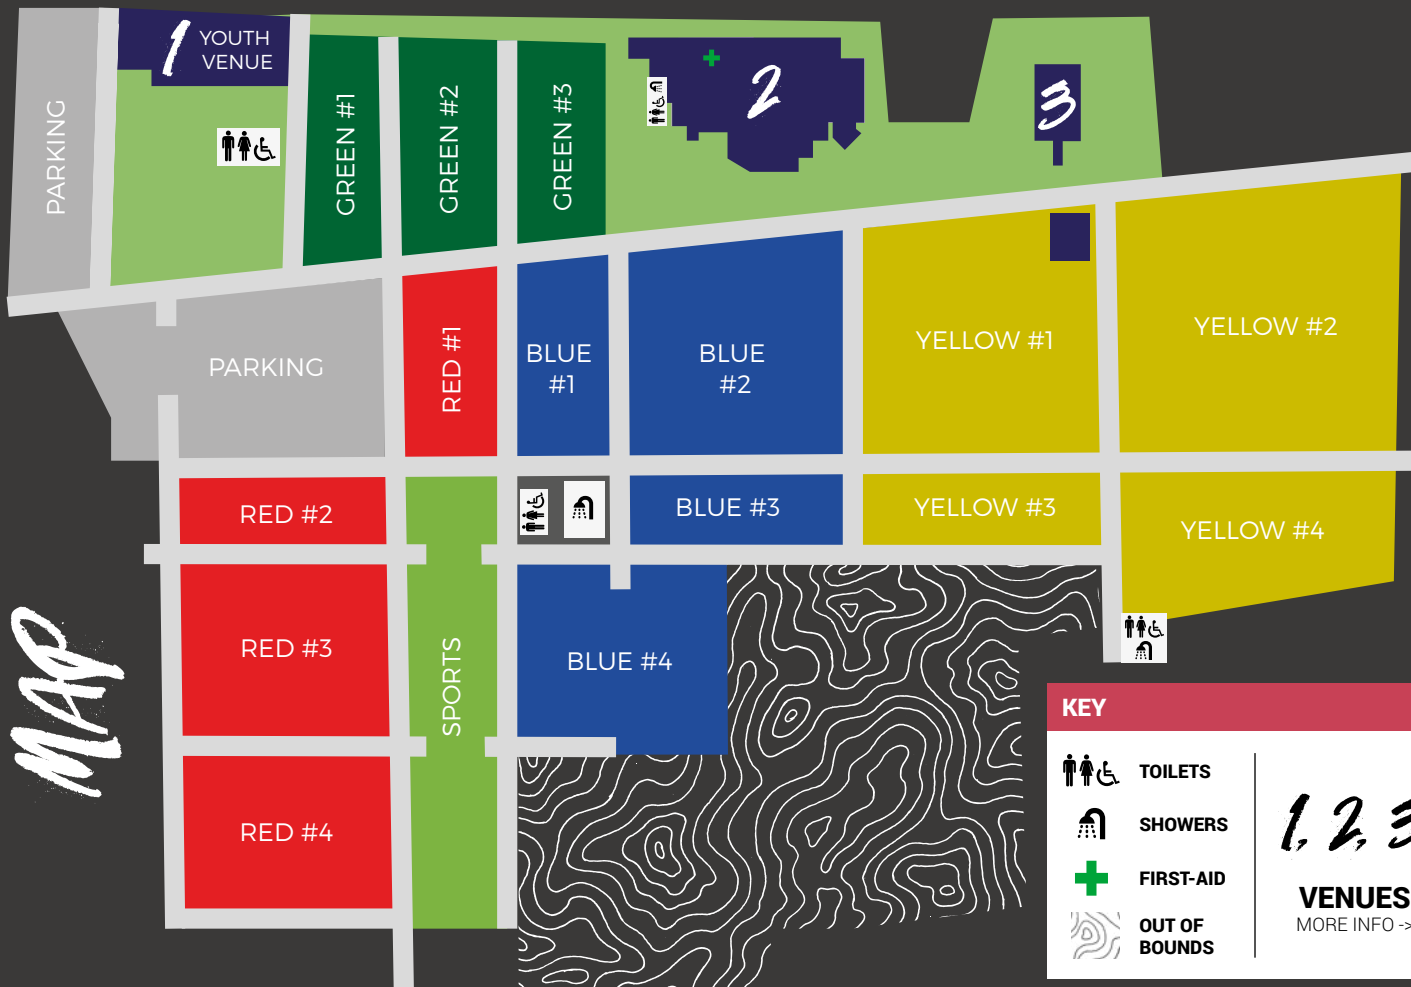 1
YOUTH
VENUE
2
3
PARKING
GREEN #1
GREEN #2
GREEN #3
PARKING
RED #1
BLUE
#1
BLUE
#2
YELLOW #1
YELLOW #2
RED #2
BLUE #3
YELLOW #3
YELLOW #4
RED #3
SPORTS
BLUE #4
RED #4
MAP
KEY
TOILETS
SHOWERS
FIRST-AID
OUT OF
BOUNDS
1, 2, 3
VENUES
MORE INFO ->